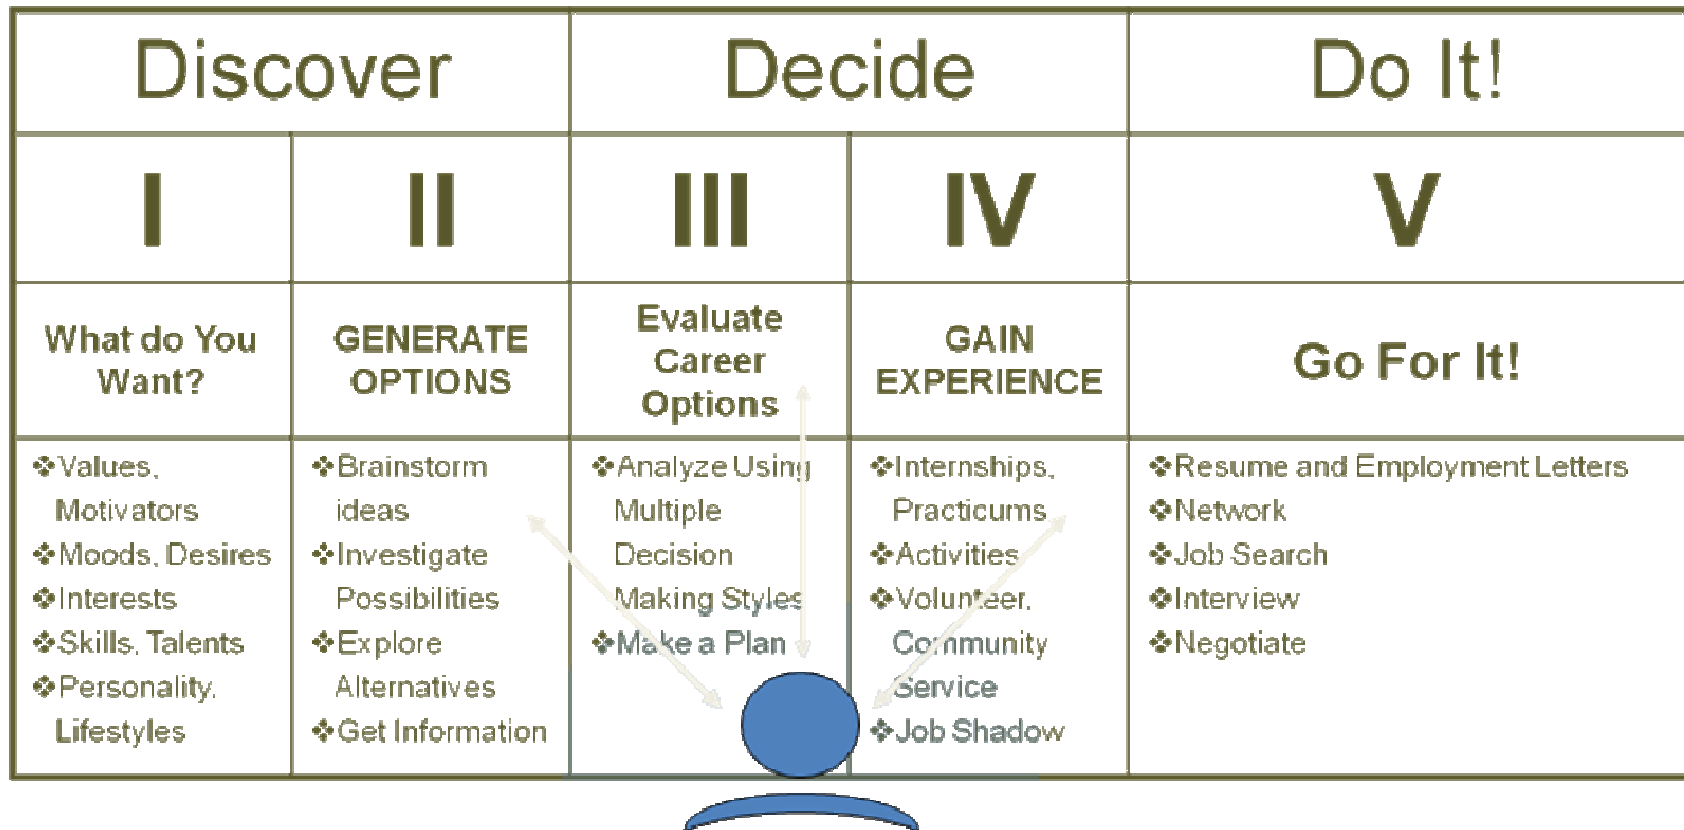 Discover
Decide
Do It!
I
II
III
IV
V
What do You
Want?
GENERATE
OPTIONS
Evaluate
Career
Options
GAIN
EXPERIENCE
Go For It!
❖Values,
Motivators
❖Moods, Desires
❖Interests
❖Skills, Talents
❖Personality,
Lifestyles
❖Brainstorm
ideas
❖Investigate
Possibilities
❖Explore
Alternatives
❖Get Information
❖Analyze Using
Multiple
Decision
Making Styles
❖Make a Plan
❖Internships,
Practicums
❖Activities
❖Volunteer,
Community
Service
❖Job Shadow
❖Resume and Employment Letters
❖Network
❖Job Search
❖Interview
❖Negotiate